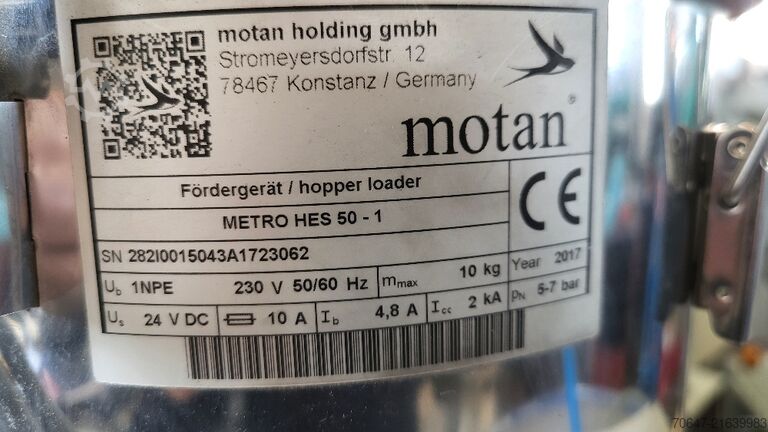 motan holding gmbh
Stromeyersdorfstr. 12
78467 Konstanz / Germany
motan®
Fördergerät / hopper loader
METRO HES 50 - 1
CE
SN 282I0015043A1723062
Year 2017
Ub 1NPE 230 V 50/60 Hz mmax 10 kg
pN 5-7 bar
Us 24 V DC 10 A Ib 4,8 A Icc 2 kA
70647-21639983